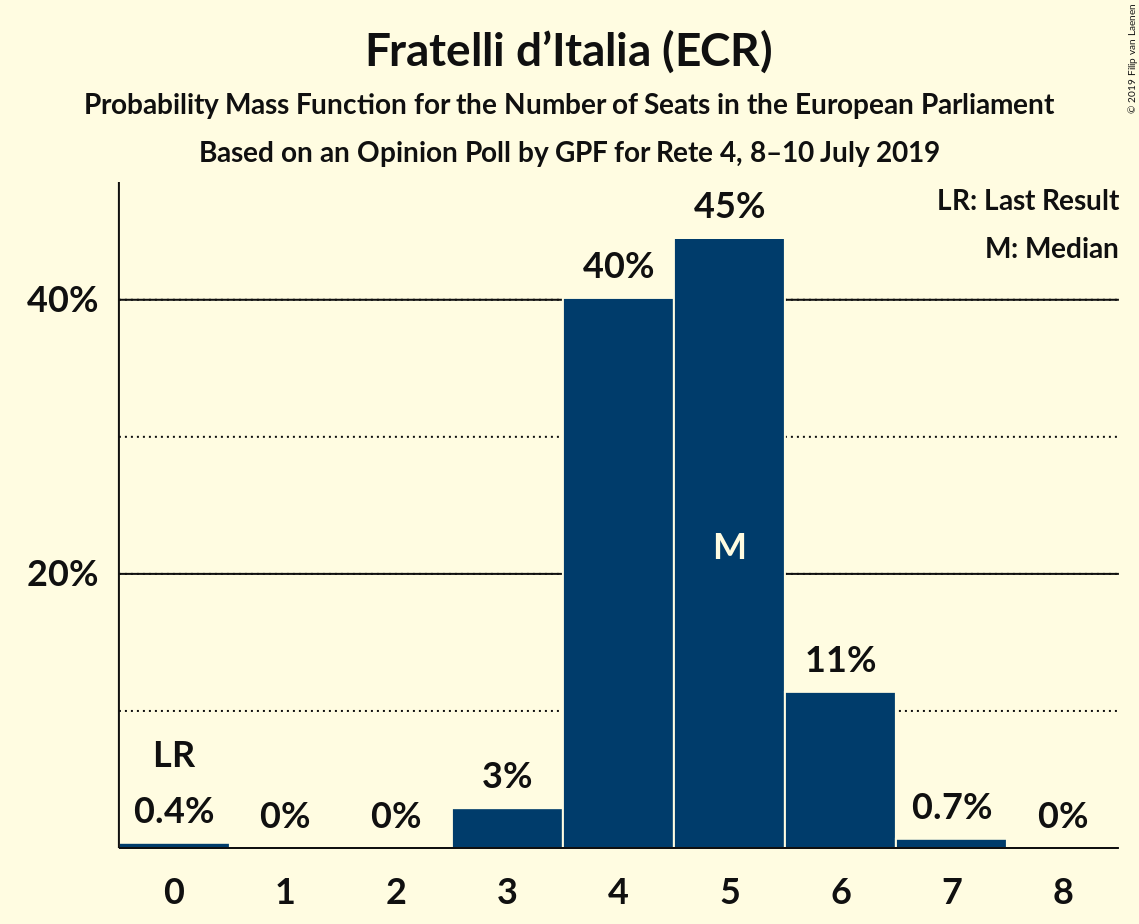 Fratelli d’Italia (ECR)
Probability Mass Function for the Number of Seats in the European Parliament
Based on an Opinion Poll by GPF for Rete 4, 8–10 July 2019
© 2019 Filip van Laenen
LR: Last Result
M: Median
45%
40%
40%
20%
M
11%
LR
3%
0.4%
0%
0%
0.7%
0%
0 1 2 3 4 5 6 7 8